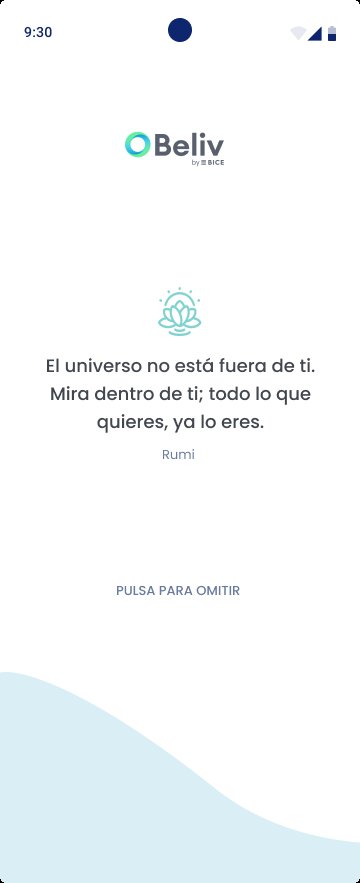 9:30
Beliv
by BICE
El universo no está fuera de ti.
Mira dentro de ti; todo lo que
quieres, ya lo eres.
Rumi
PULSA PARA OMITIR